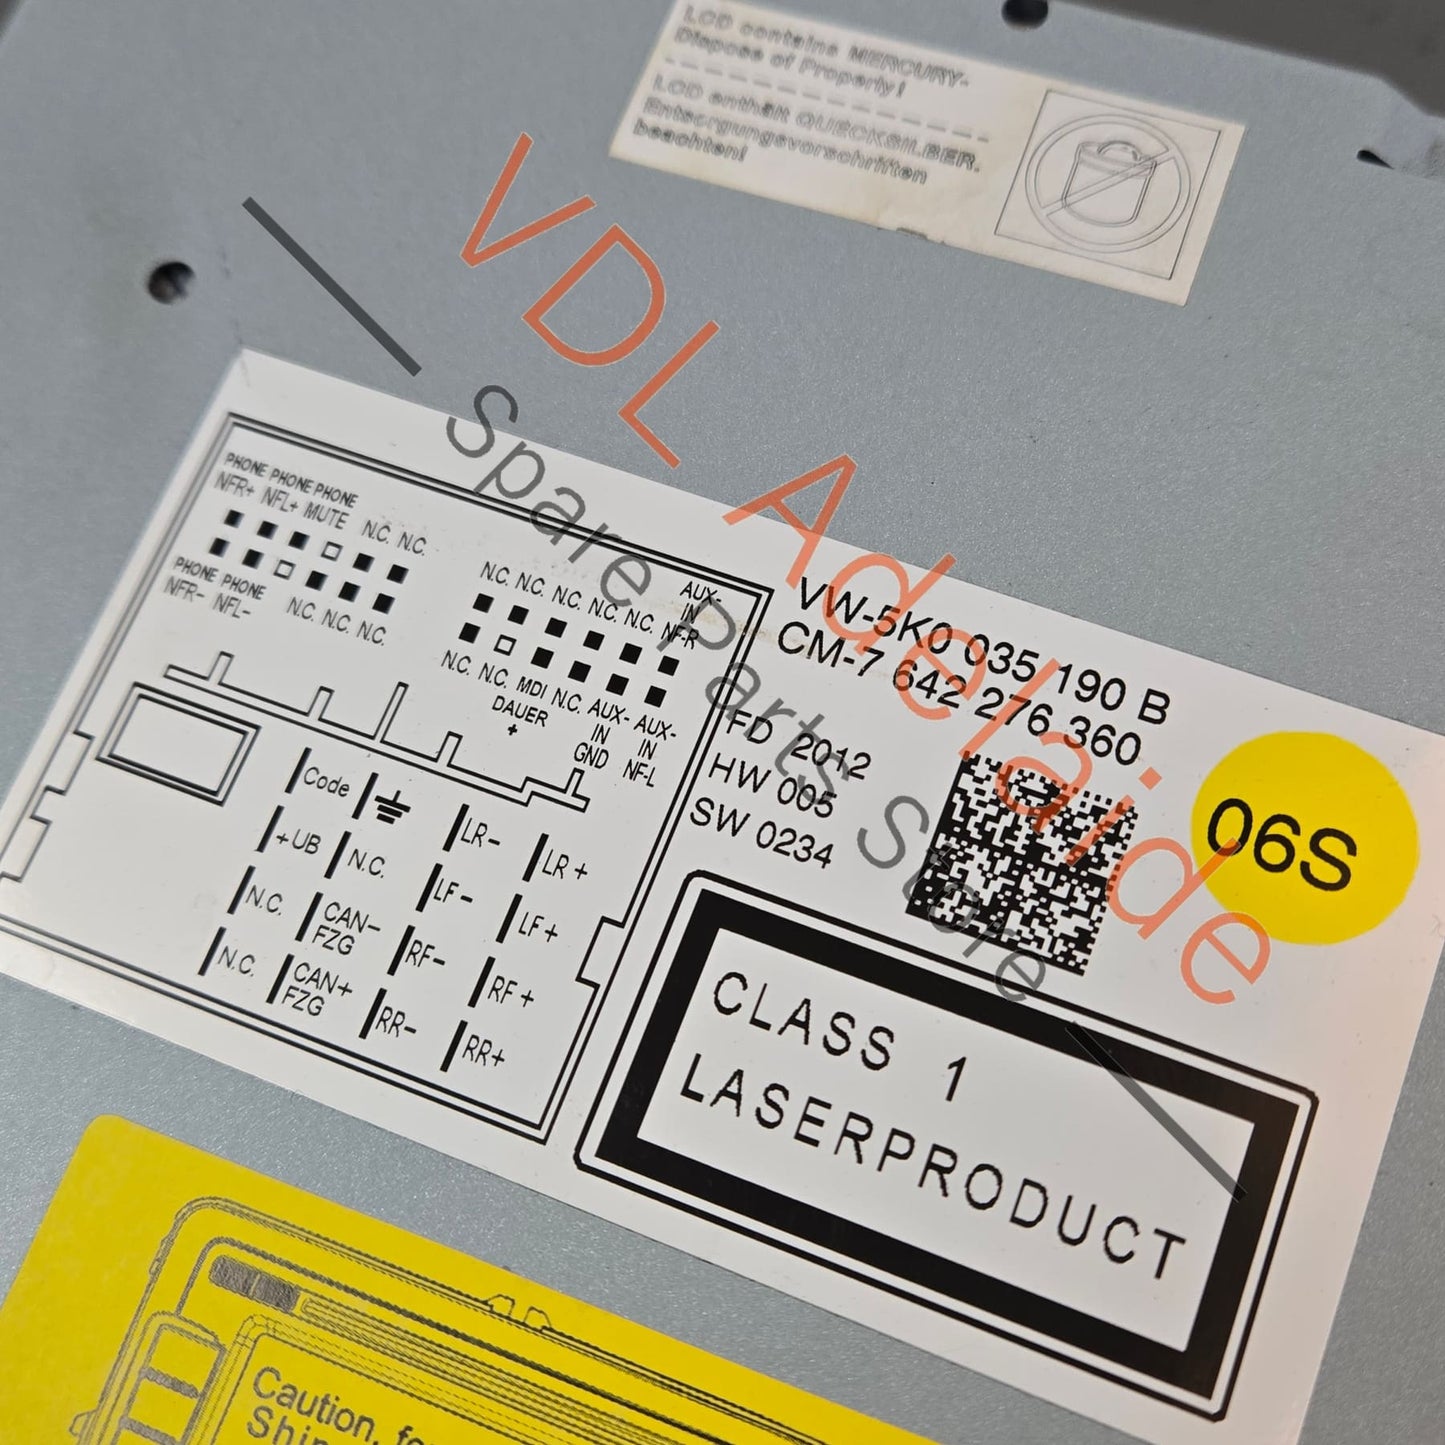 LCD contains MERCURY-
Dispose of Properly!
LCD enthält QUECKSILBER.
Entsorgungsvorschriften
beachten!
VDL Adelaide
Spare Parts Store
PHONE PHONE PHONE
NFR+ NFL+ MUTE N.C. N.C.
PHONE PHONE
NFR- NFL- N.C. N.C. N.C.
AUX-
IN
N.C. N.C. N.C. N.C. N.C. NF-R
N.C. N.C. MDI N.C. AUX- AUX-
DAUER IN IN
+ GND NF-L
Code
+UB N.C. LR- LR+
N.C. CAN- LF- LF+
FZG
N.C. CAN+ RF- RF+
FZG RR- RR+
VW-5K0 035 190 B
CM-7 642 276 360
FD 2012
HW 005
SW 0234
06S
CLASS 1
LASERPRODUCT
Caution,